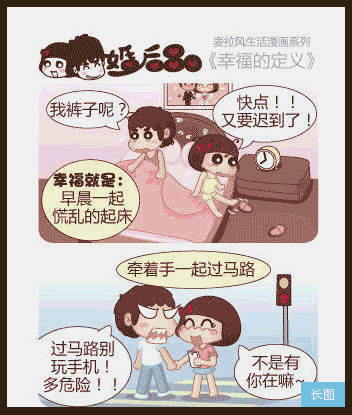 婚后
麦拉风生活漫画系列
《幸福的定义》
我裤子呢？
快点！！
又要迟到了！
幸福就是：
早晨一起
慌乱的起床
牵着手一起过马路
过马路别
玩手机！
多危险！！
不是有
你在嘛~
长图